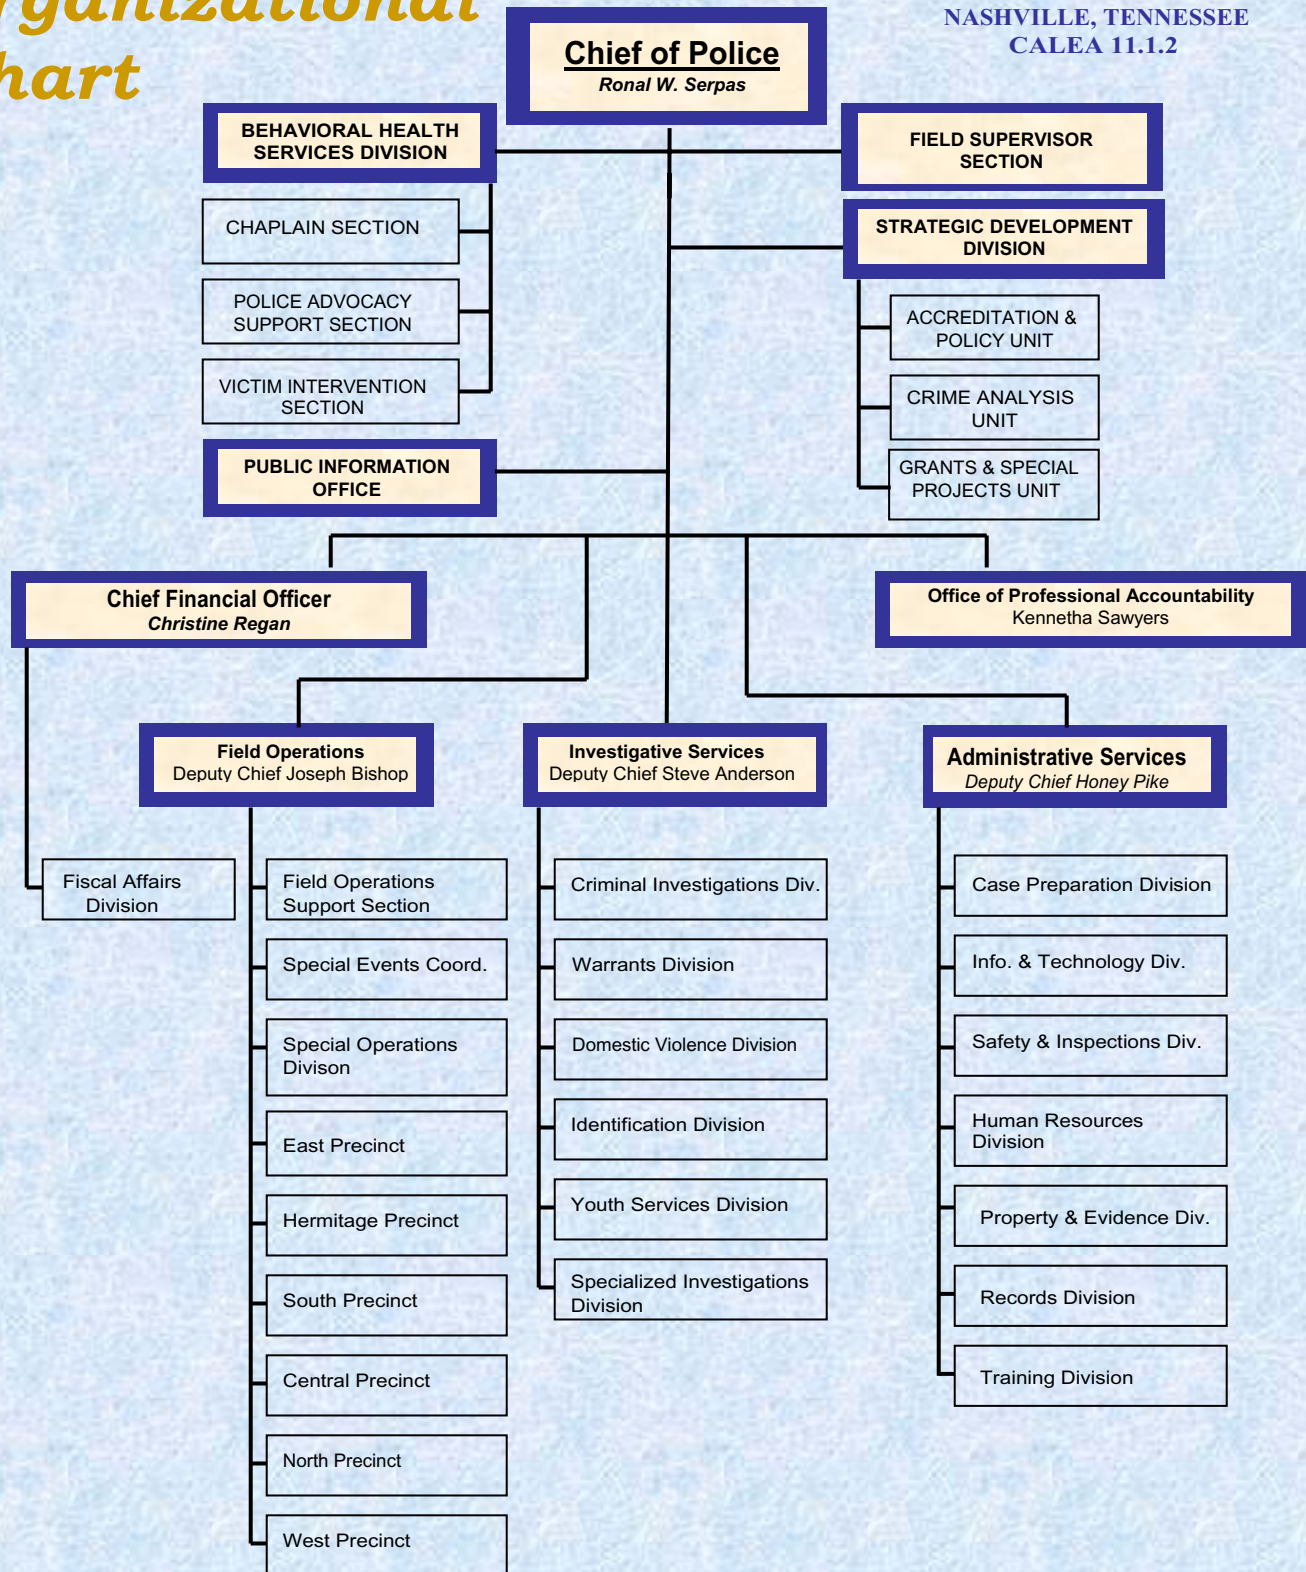 NASHVILLE, TENNESSEE
CALEA 11.1.2
Chief of Police
Ronal W. Serpas
BEHAVIORAL HEALTH
SERVICES DIVISION
FIELD SUPERVISOR
SECTION
CHAPLAIN SECTION
POLICE ADVOCACY
SUPPORT SECTION
VICTIM INTERVENTION
SECTION
STRATEGIC DEVELOPMENT
DIVISION
ACCREDITATION &
POLICY UNIT
CRIME ANALYSIS
UNIT
GRANTS & SPECIAL
PROJECTS UNIT
PUBLIC INFORMATION
OFFICE
Chief Financial Officer
Christine Regan
Office of Professional Accountability
Kennetha Sawyers
Field Operations
Deputy Chief Joseph Bishop
Investigative Services
Deputy Chief Steve Anderson
Administrative Services
Deputy Chief Honey Pike
Fiscal Affairs
Division
Field Operations
Support Section
Special Events Coord.
Special Operations
Divison
East Precinct
Hermitage Precinct
South Precinct
Central Precinct
North Precinct
West Precinct
Criminal Investigations Div.
Warrants Division
Domestic Violence Division
Identification Division
Youth Services Division
Specialized Investigations
Division
Case Preparation Division
Info. & Technology Div.
Safety & Inspections Div.
Human Resources
Division
Property & Evidence Div.
Records Division
Training Division